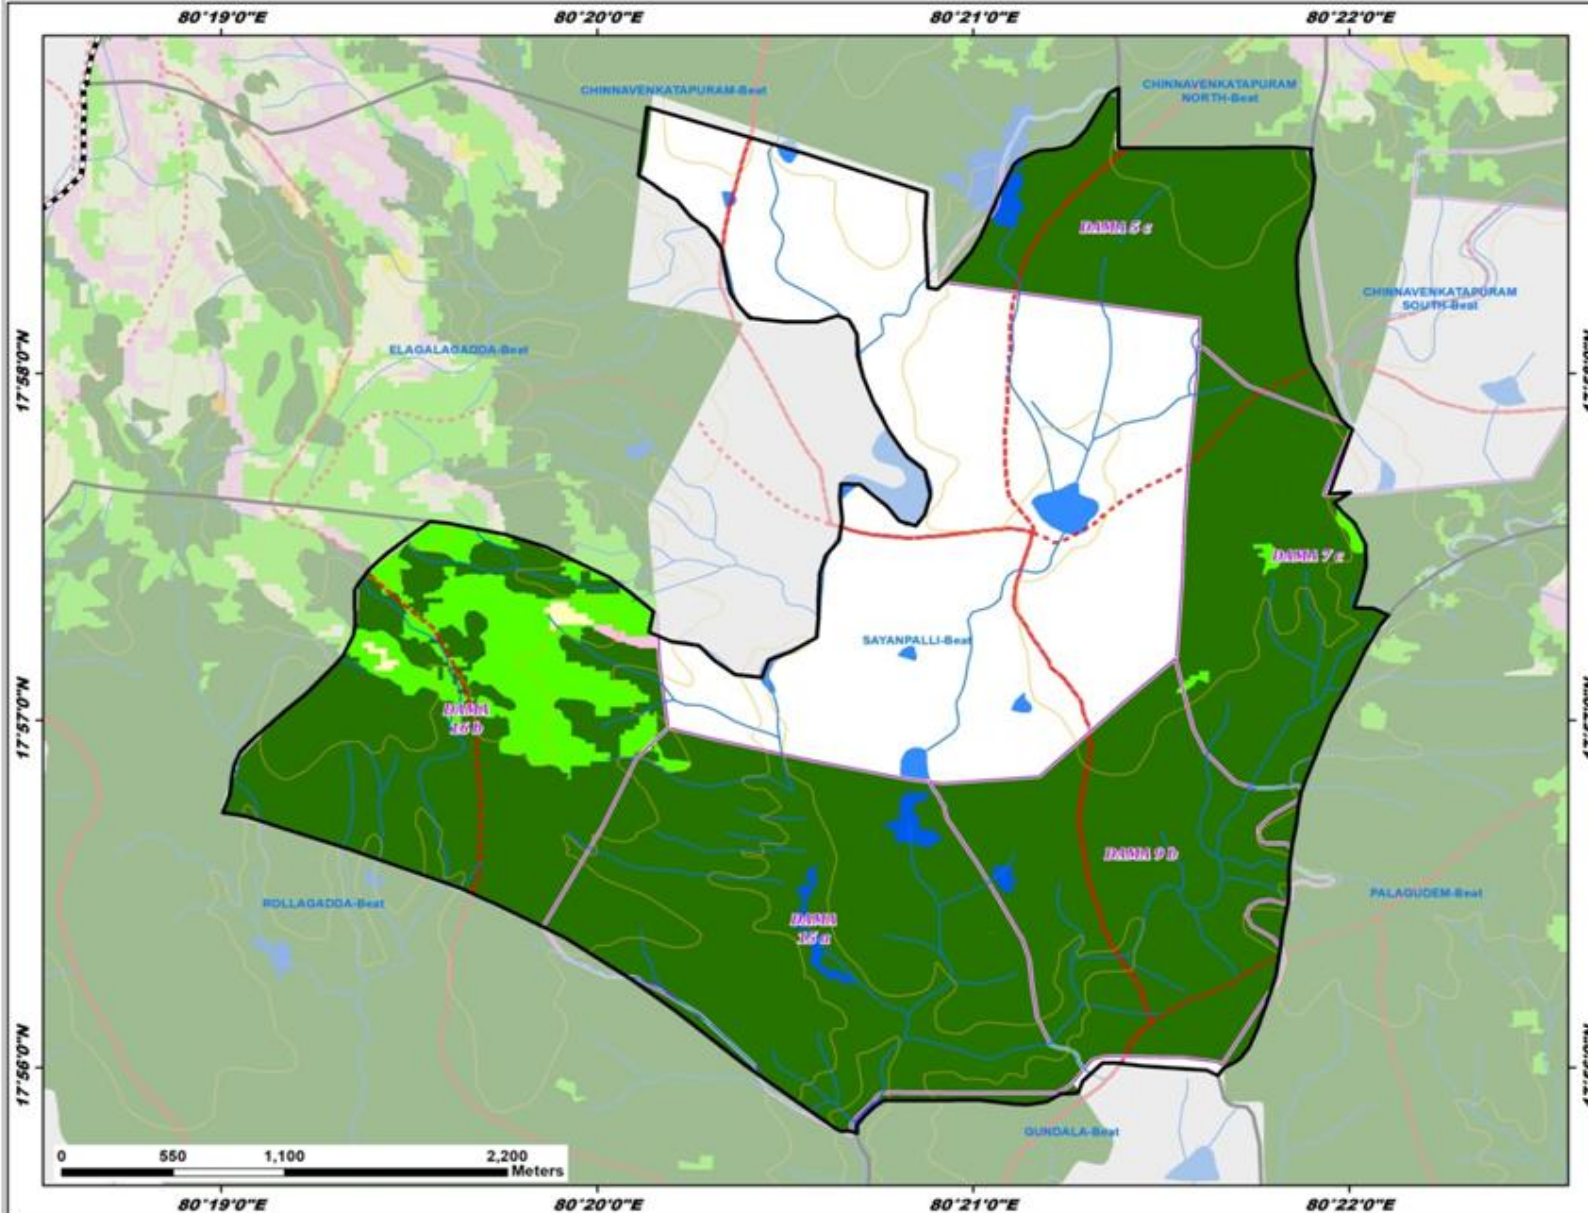 80°19'0"E 80°20'0"E 80°21'0"E 80°22'0"E
CHINNAVENKATAPURAM-Beat
CHINNAVENKATAPURAM
NORTH-Beat
DAMA 5 c
CHINNAVENKATAPURAM
SOUTH-Beat
ELAGALAGADDA-Beat
17°58'0"N
DAMA 7 c
SAYANPALLI-Beat
DAMA
16 b
17°57'0"N
DAMA 9 b
ROLLAGADDA-Beat
PALAGUDEM-Beat
DAMA
15 a
17°56'0"N
GUNDALA-Beat
0 550 1,100 2,200
Meters
80°19'0"E 80°20'0"E 80°21'0"E 80°22'0"E